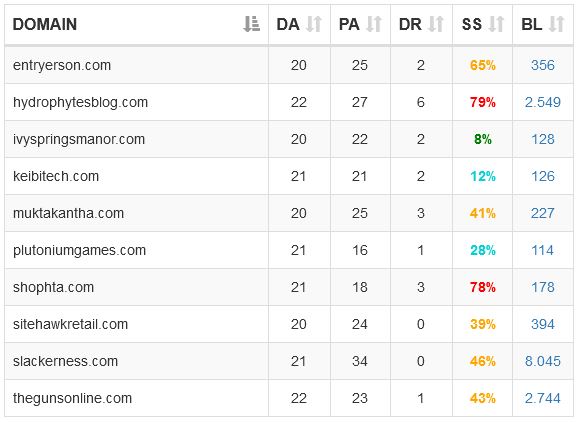 DOMAIN DA PA DR SS BL
entryerson.com 20 25 2 65% 356
hydrophytesblog.com 22 27 6 79% 2.549
ivyspringsmanor.com 20 22 2 8% 128
keibitech.com 21 21 2 12% 126
muktakantha.com 20 25 3 41% 227
plutoniumgames.com 21 16 1 28% 114
shophta.com 21 18 3 78% 178
sitehawkretail.com 20 24 0 39% 394
slackerness.com 21 34 0 46% 8.045
thegunsonline.com 22 23 1 43% 2.744